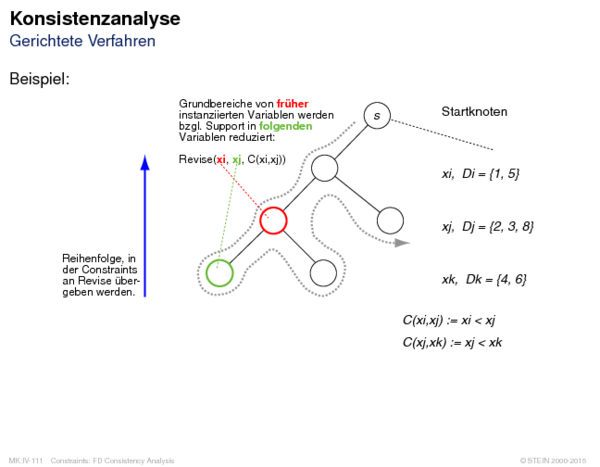 Konsistenzanalyse
Gerichtete Verfahren
Beispiel:
Grundbereiche von früher
instanziierten Variablen werden
bzgl. Support in folgenden
Variablen reduziert:
Revise(xi, xj, C(xi,xj))
s
Startknoten
xi, Di = {1, 5}
xj, Dj = {2, 3, 8}
xk, Dk = {4, 6}
Reihenfolge, in
der Constraints
an Revise über-
geben werden.
C(xi,xj) := xi < xj
C(xj,xk) := xj < xk
MK:IV-111 Constraints: FD Consistency Analysis
© STEIN 2000-2015